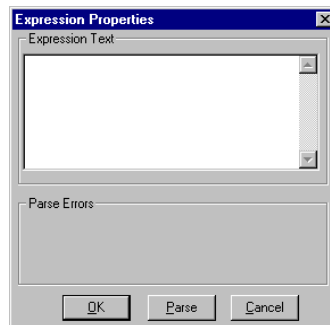 Expression Properties
Expression Text
Parse Errors
OK
Parse
Cancel